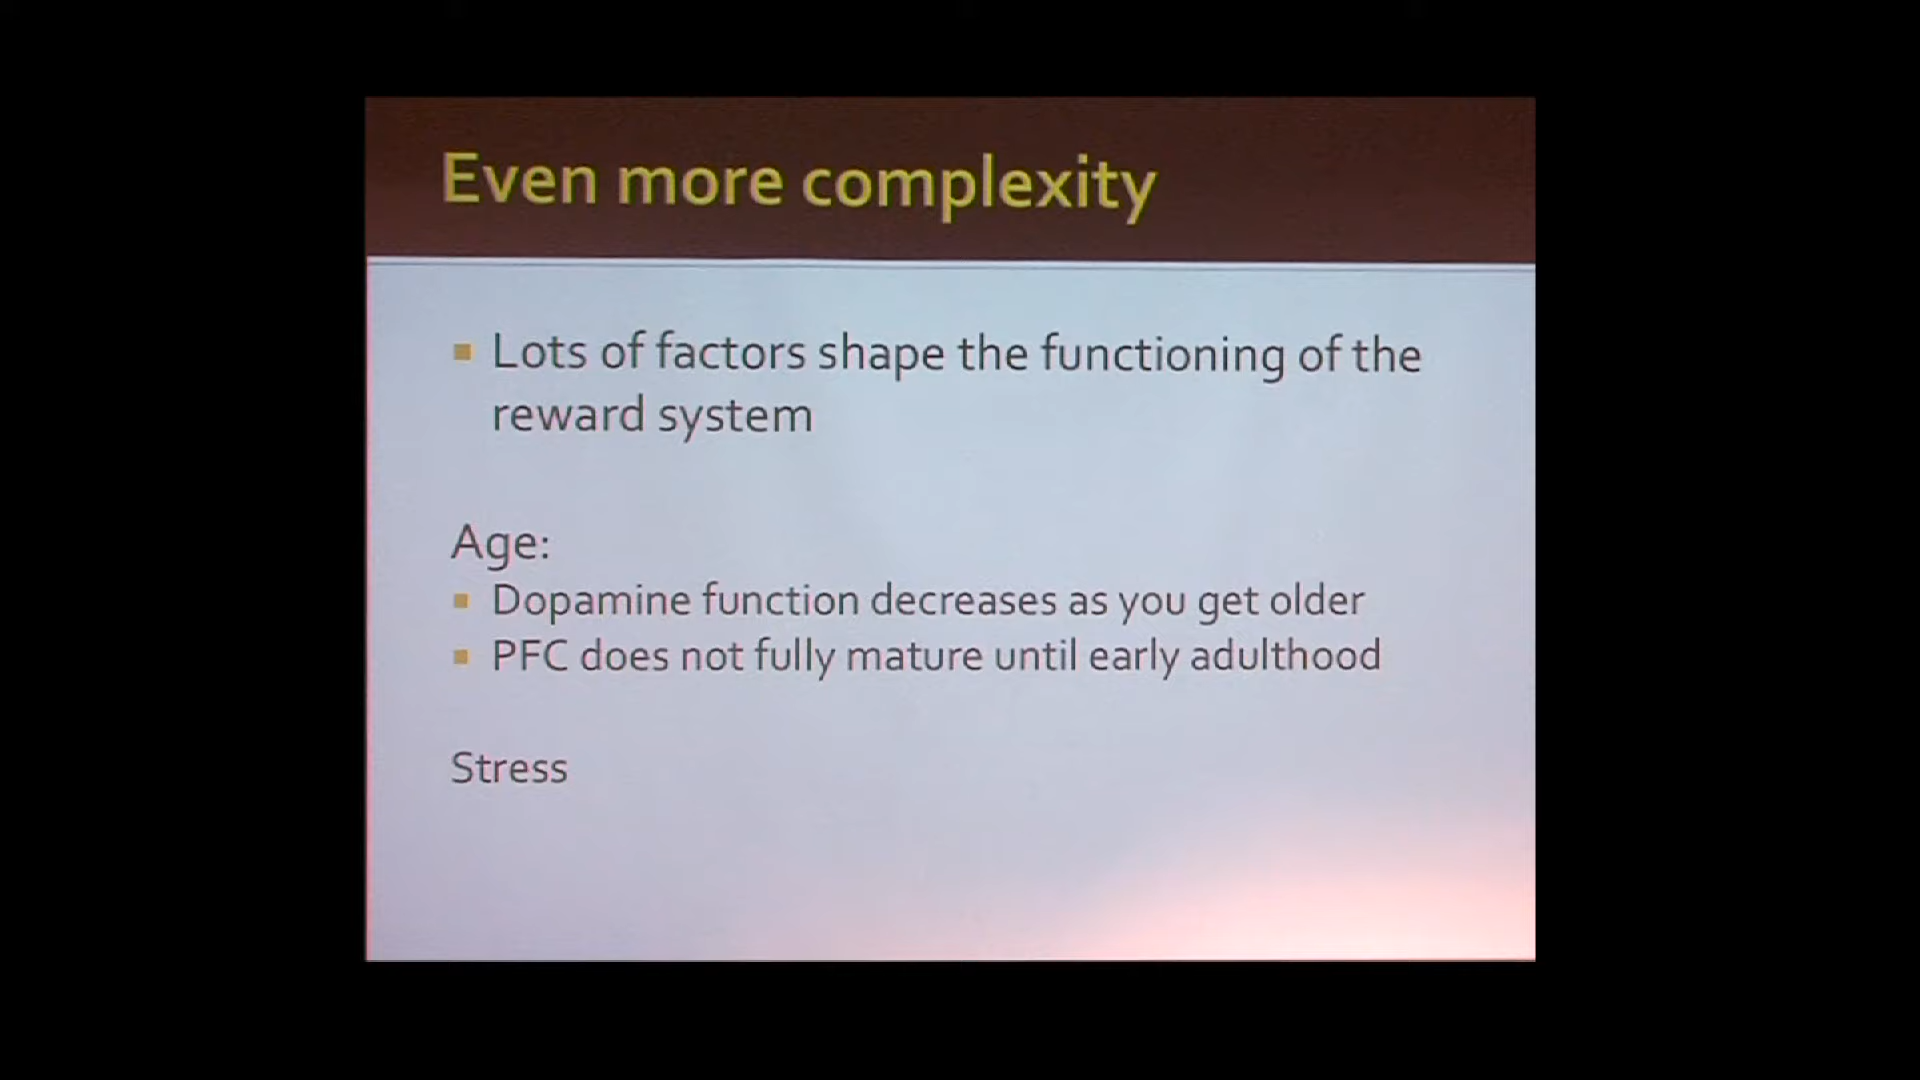 Even more complexity
Lots of factors shape the functioning of the
reward system
Age:
Dopamine function decreases as you get older
PFC does not fully mature until early adulthood
Stress